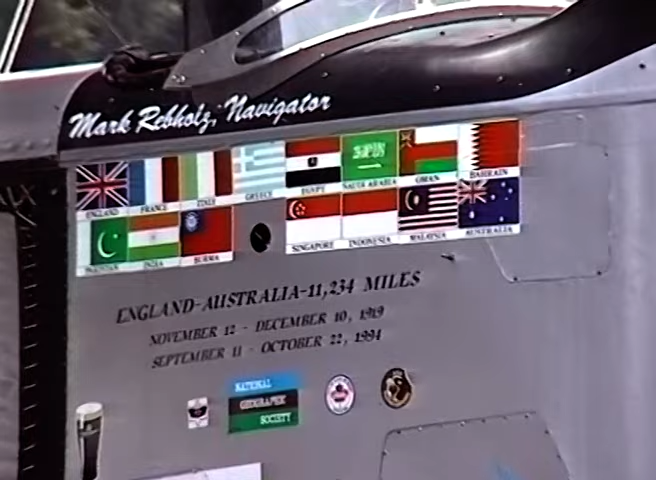 Mark Rebholz, Navigator
ENGLAND FRANCE ITALY GREECE EGYPT SAUDI ARABIA OMAN BAHRAIN
PAKISTAN INDIA BURMA SINGAPORE INDONESIA MALAYSIA AUSTRALIA
ENGLAND-AUSTRALIA-11,234 MILES
NOVEMBER 12 - DECEMBER 10, 1919
SEPTEMBER 11 - OCTOBER 22, 1994
NATIONAL
GEOGRAPHIC
SOCIETY